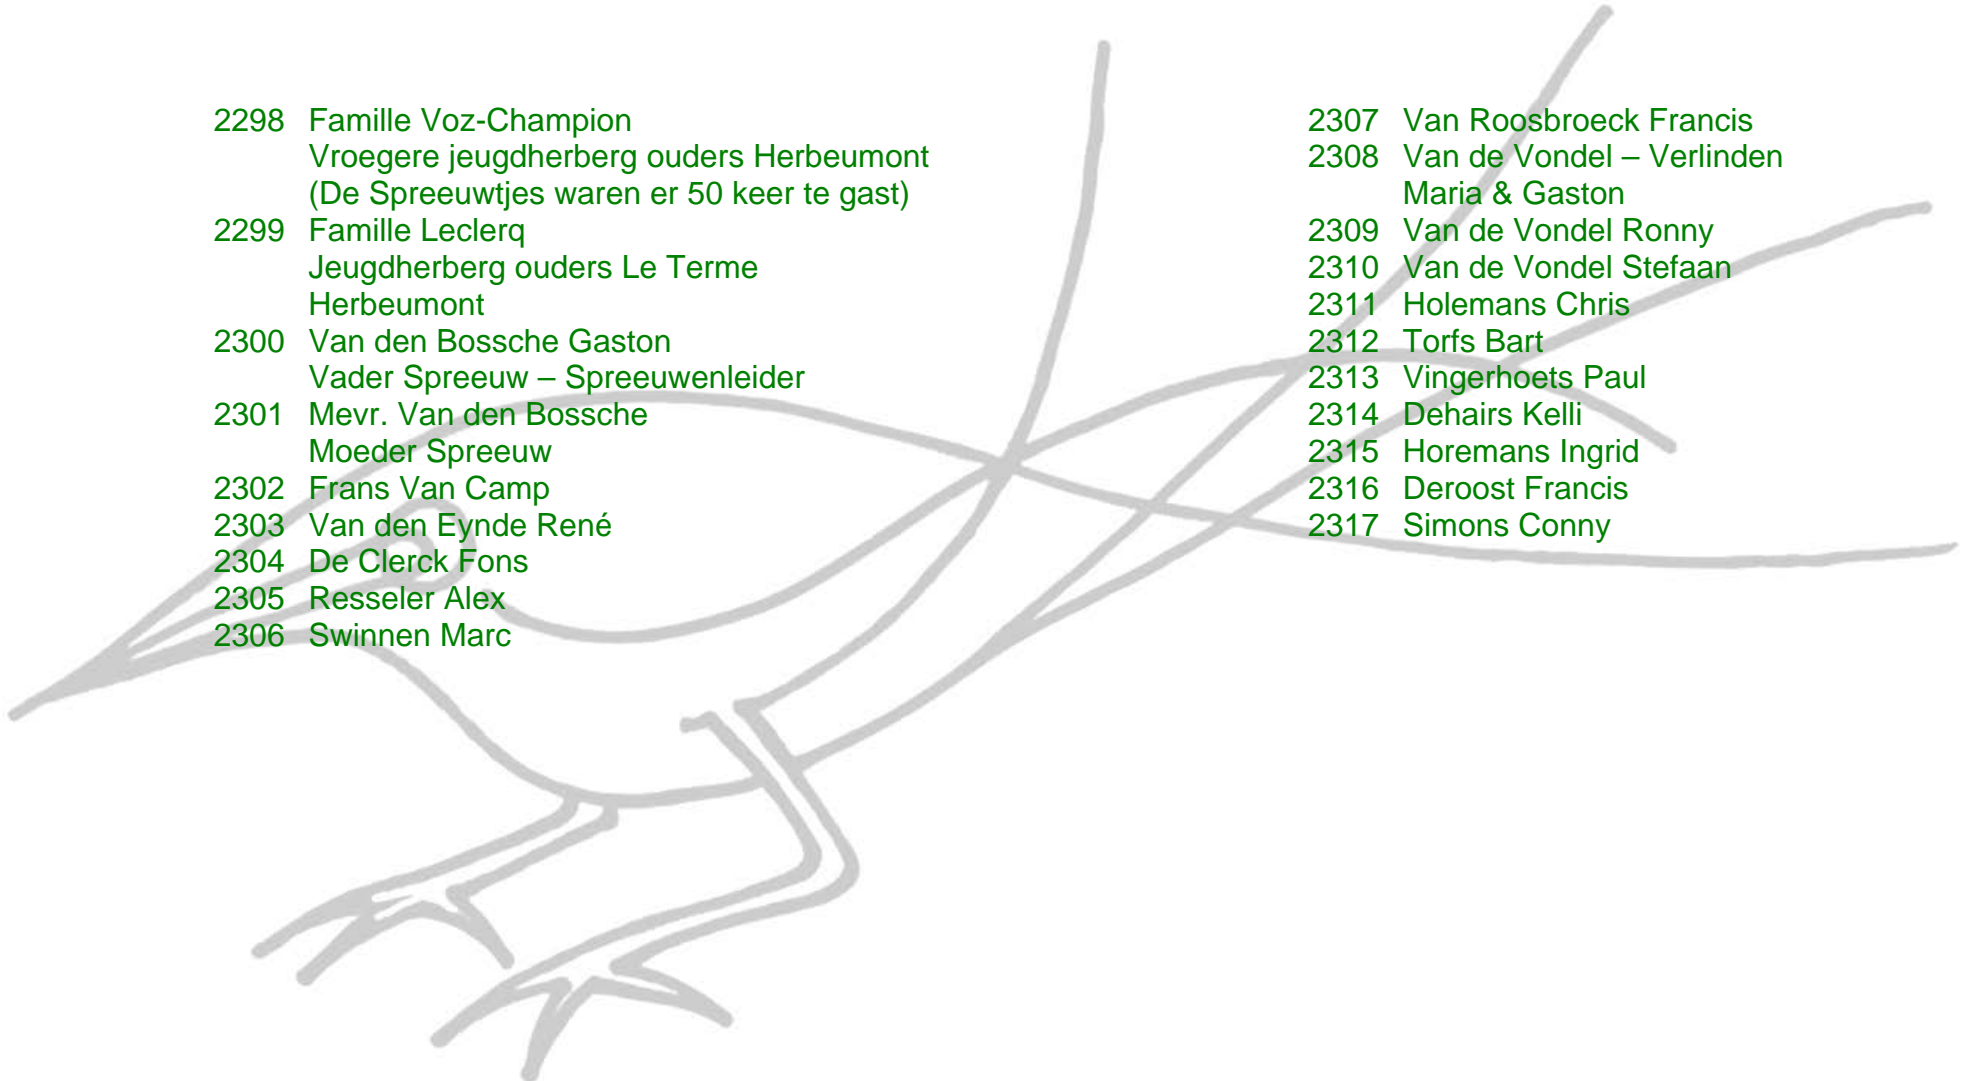 2298 Famille Voz-Champion
Vroegere jeugdherberg ouders Herbeumont
(De Spreeuwtjes waren er 50 keer te gast)
2299 Famille Leclerq
Jeugdherberg ouders Le Terme
Herbeumont
2300 Van den Bossche Gaston
Vader Spreeuw – Spreeuwenleider
2301 Mevr. Van den Bossche
Moeder Spreeuw
2302 Frans Van Camp
2303 Van den Eynde René
2304 De Clerck Fons
2305 Resseler Alex
2306 Swinnen Marc
2307 Van Roosbroeck Francis
2308 Van de Vondel – Verlinden
Maria & Gaston
2309 Van de Vondel Ronny
2310 Van de Vondel Stefaan
2311 Holemans Chris
2312 Torfs Bart
2313 Vingerhoets Paul
2314 Dehairs Kelli
2315 Horemans Ingrid
2316 Deroost Francis
2317 Simons Conny